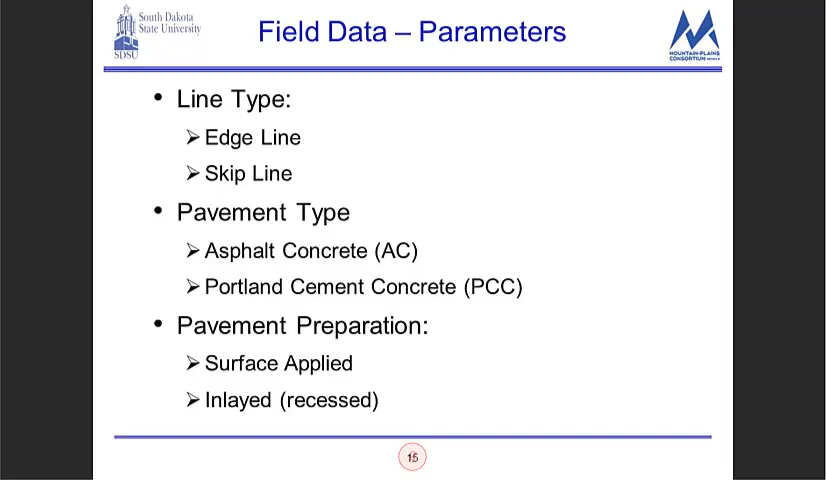 South Dakota
State University
SDSU
Field Data – Parameters
MOUNTAIN-PLAINS
CONSORTIUM
• Line Type:
➢ Edge Line
➢ Skip Line
• Pavement Type
➢ Asphalt Concrete (AC)
➢ Portland Cement Concrete (PCC)
• Pavement Preparation:
➢ Surface Applied
➢ Inlayed (recessed)